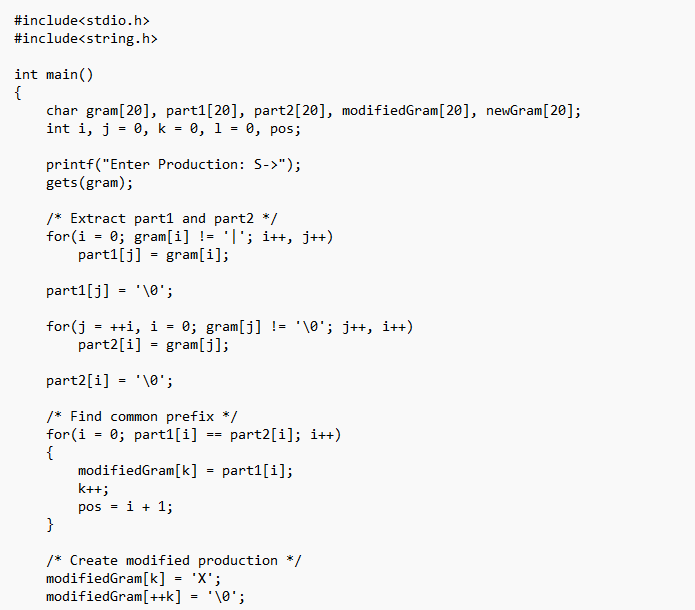 #include<stdio.h>
#include<string.h>

int main()
{
    char gram[20], part1[20], part2[20], modifiedGram[20], newGram[20];
    int i, j = 0, k = 0, l = 0, pos;

    printf("Enter Production: S->");
    gets(gram);

    /* Extract part1 and part2 */
    for(i = 0; gram[i] != '|'; i++, j++)
        part1[j] = gram[i];

    part1[j] = '\0';

    for(j = ++i, i = 0; gram[j] != '\0'; j++, i++)
        part2[i] = gram[j];

    part2[i] = '\0';

    /* Find common prefix */
    for(i = 0; part1[i] == part2[i]; i++)
    {
        modifiedGram[k] = part1[i];
        k++;
        pos = i + 1;
    }

    /* Create modified production */
    modifiedGram[k] = 'X';
    modifiedGram[++k] = '\0';